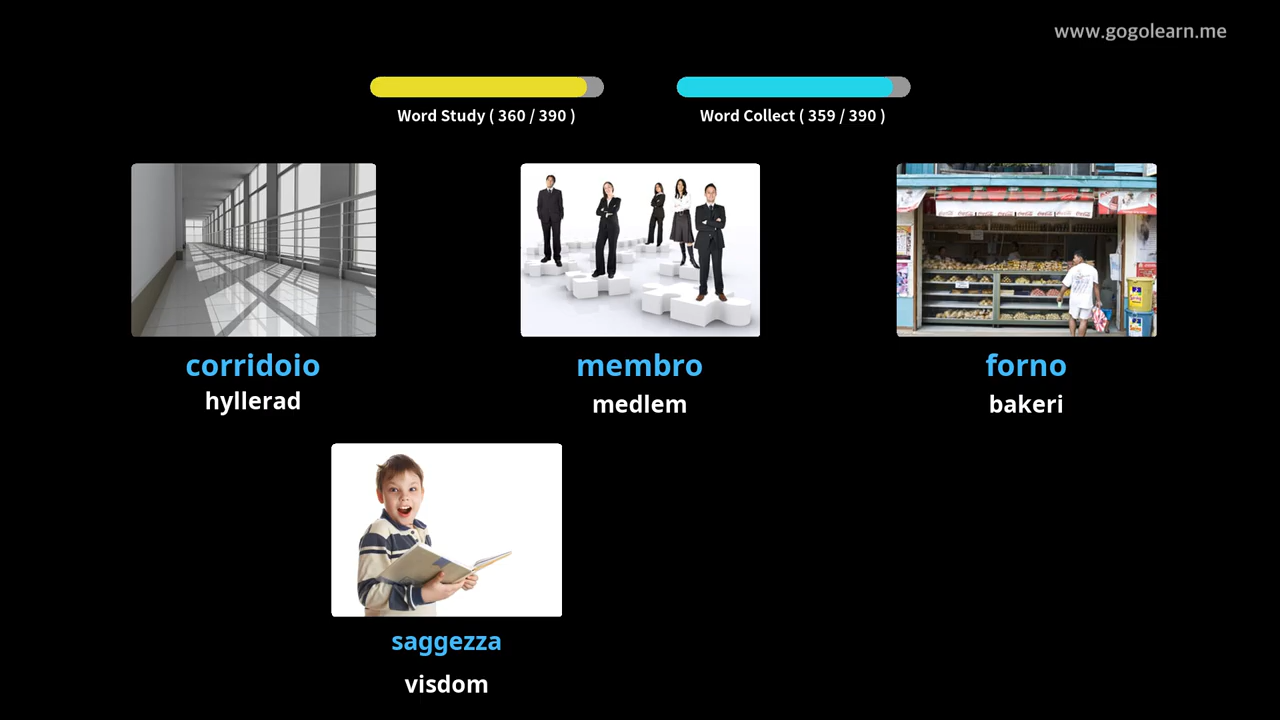 www.gogolearn.me
Word Study ( 360 / 390 )
Word Collect ( 359 / 390 )
corridoio
hyllerad
membro
medlem
forno
bakeri
saggezza
visdom